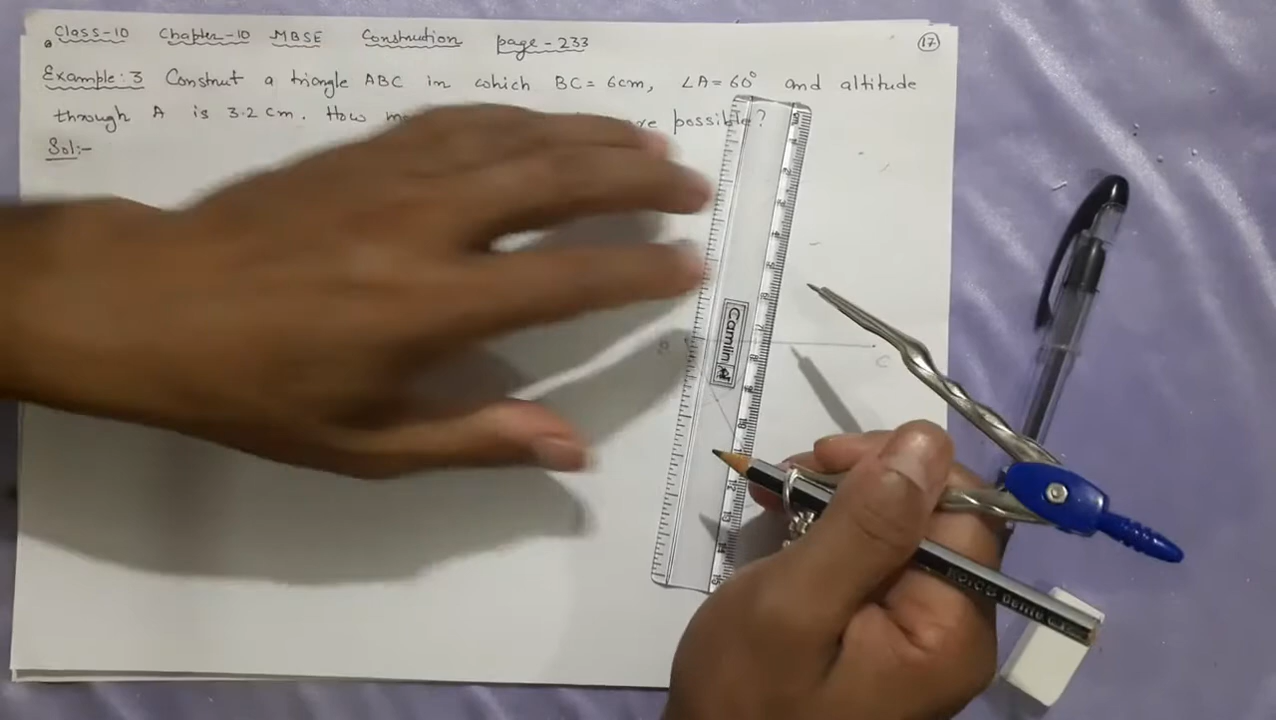 Class-10 Chapter-10 MBSE Construction page-233
17
Example: 3 Construct a triangle ABC in which BC = 6cm, ∠A = 60° and altitude
through A is 3.2 cm. How possible?
Sol:-
Camlin
B
C